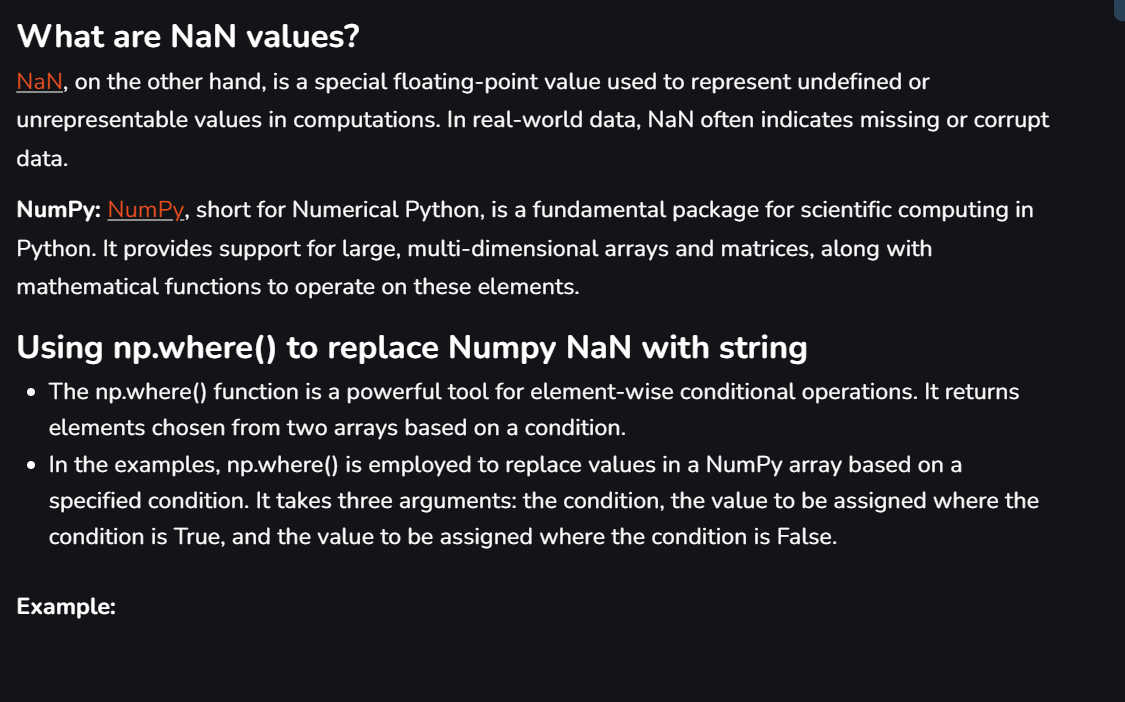 What are NaN values?
NaN, on the other hand, is a special floating-point value used to represent undefined or
unrepresentable values in computations. In real-world data, NaN often indicates missing or corrupt
data.
NumPy: NumPy, short for Numerical Python, is a fundamental package for scientific computing in
Python. It provides support for large, multi-dimensional arrays and matrices, along with
mathematical functions to operate on these elements.
Using np.where() to replace Numpy NaN with string
• The np.where() function is a powerful tool for element-wise conditional operations. It returns
elements chosen from two arrays based on a condition.
• In the examples, np.where() is employed to replace values in a NumPy array based on a
specified condition. It takes three arguments: the condition, the value to be assigned where the
condition is True, and the value to be assigned where the condition is False.
Example: